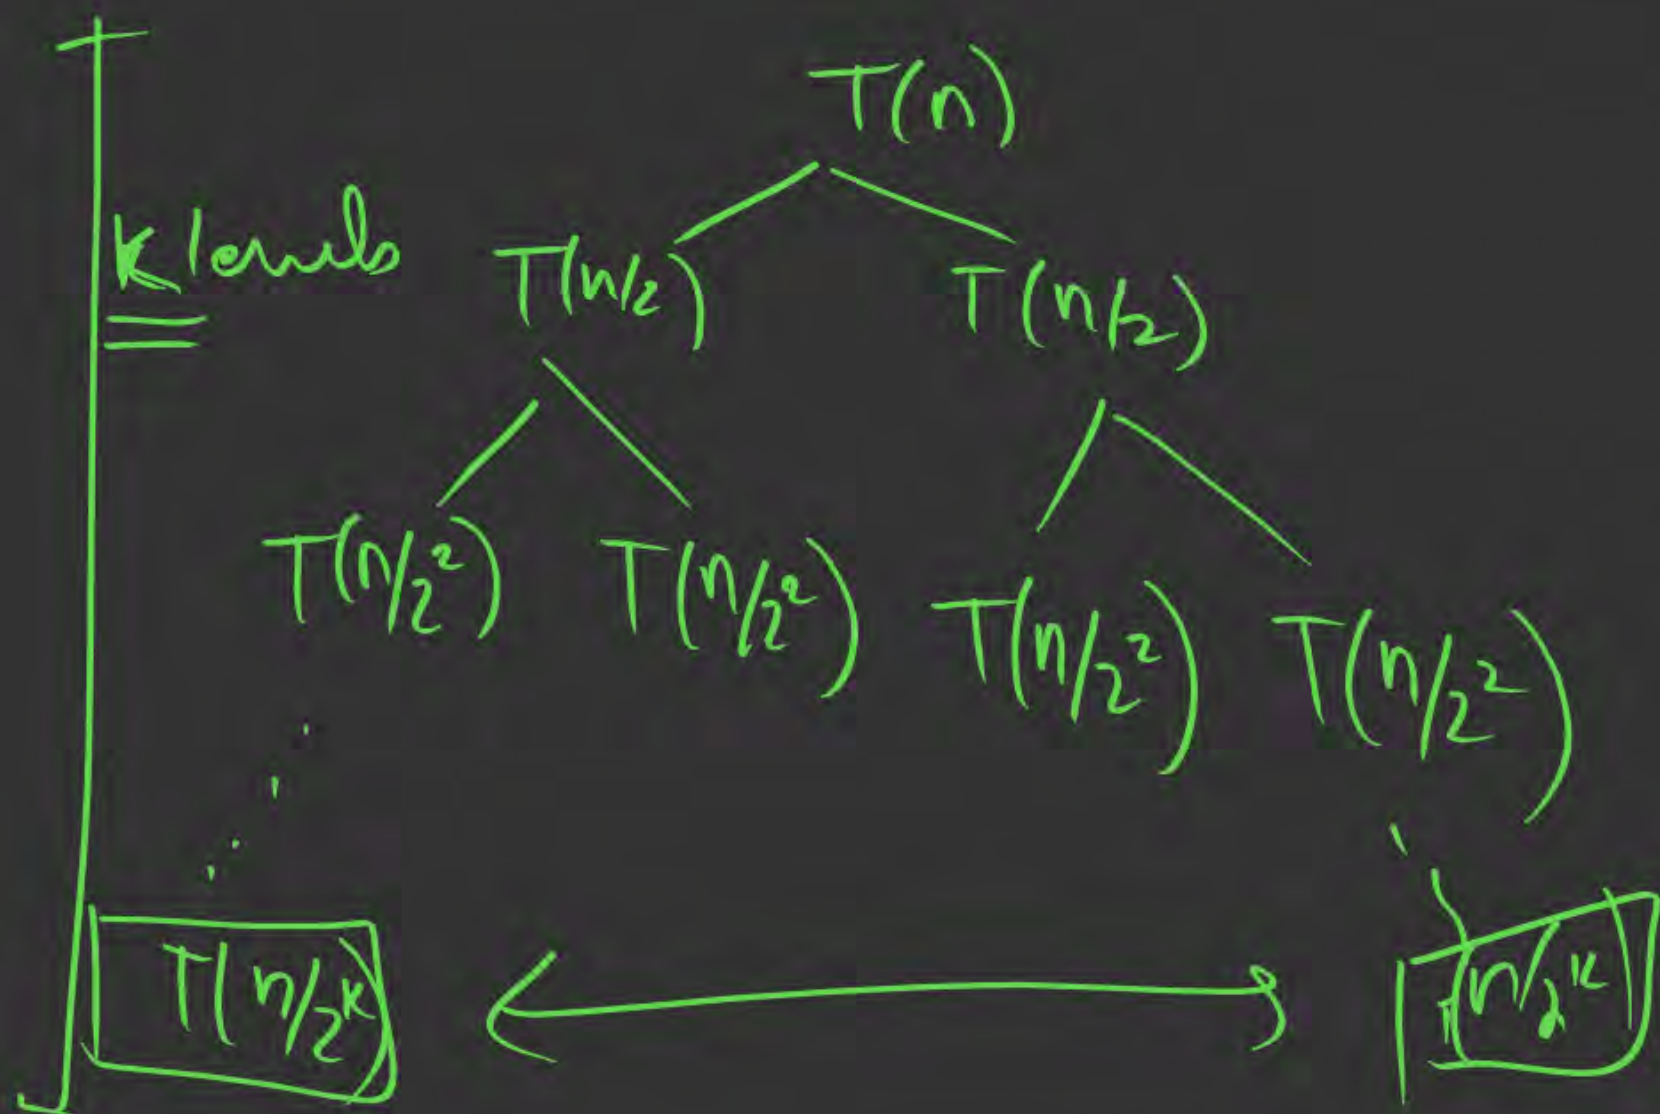 T(n)
K levels
T(n/2) T(n/2)
T(n/2²) T(n/2²) T(n/2²) T(n/2²)
T(n/2ᵏ) T(n/2ᵏ)